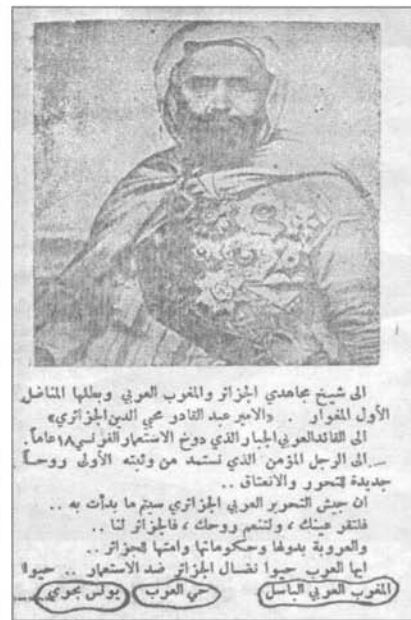 الى شيخ مجاهدي الجزائر والمغرب العربي وبطلها المناضل
الأول المغوار . «الامير عبد القادر محي الدين الجزائري»
الى القائد العربي الجبار الذي دوخ الاستعمار الفرنسي ١٨ عاماً.
الى الرجل المؤمن الذي نستمد من وثبته الأولى روحاً
جديدة للتحرر والانعتاق ..
ان جيش التحرير العربي الجزائري سيتم ما بدأت به ..
فلتقر عينك ، ولتنعم روحك ، فالجزائر لنا ..
والعروبة بدولها وحكوماتها وامتها للجزائر ..
ايها العرب حيوا نضال الجزائر ضد الاستعمار .. حيوا
المغرب العربي الباسل حي العرب بولس بجوي